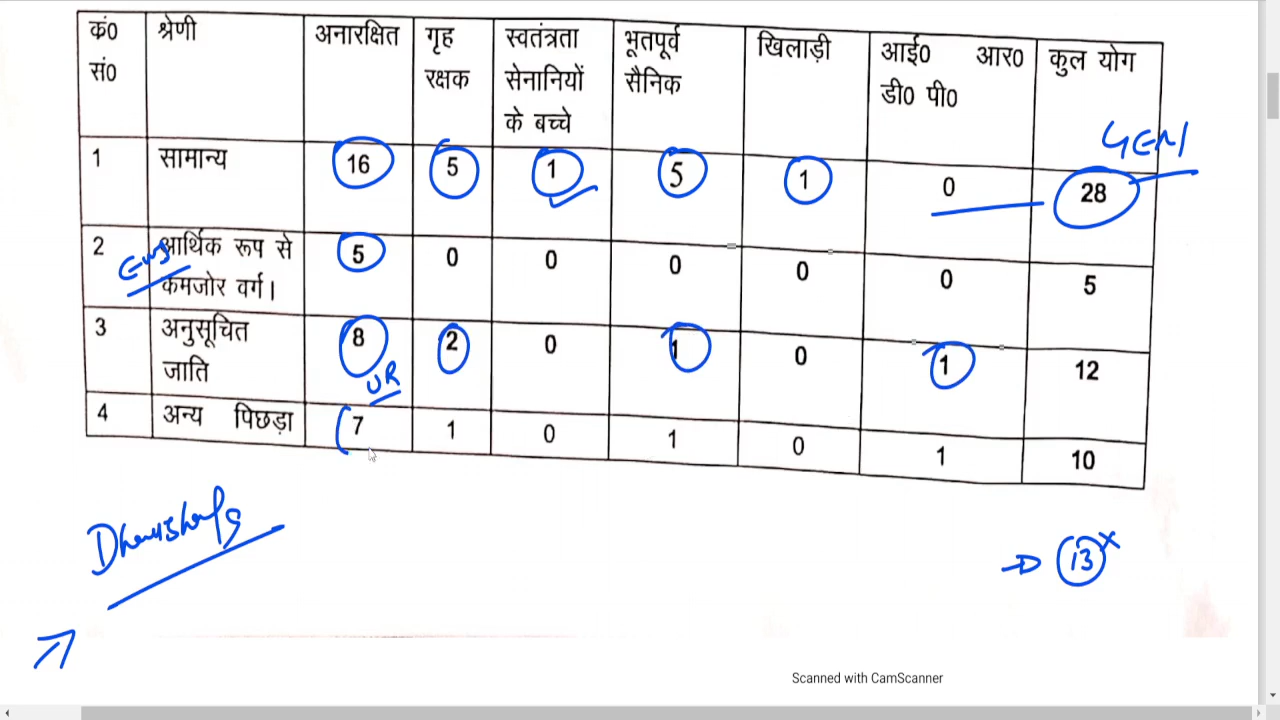 कं0 श्रेणी अनारक्षित गृह स्वतंत्रता भूतपूर्व खिलाड़ी आई0 आर0 कुल योग
सं0 रक्षक सेनानियों सैनिक डी0 पी0
के बच्चे
GEN
1 सामान्य 16 5 1 5 1 0 28
2 आर्थिक रूप से 5 0 0 0 0 0 5
EWS कमजोर वर्ग।
3 अनुसूचित 8 2 0 1 0 1 12
जाति UR
4 अन्य पिछड़ा 7 1 0 1 0 1 10
13
Scanned with CamScanner